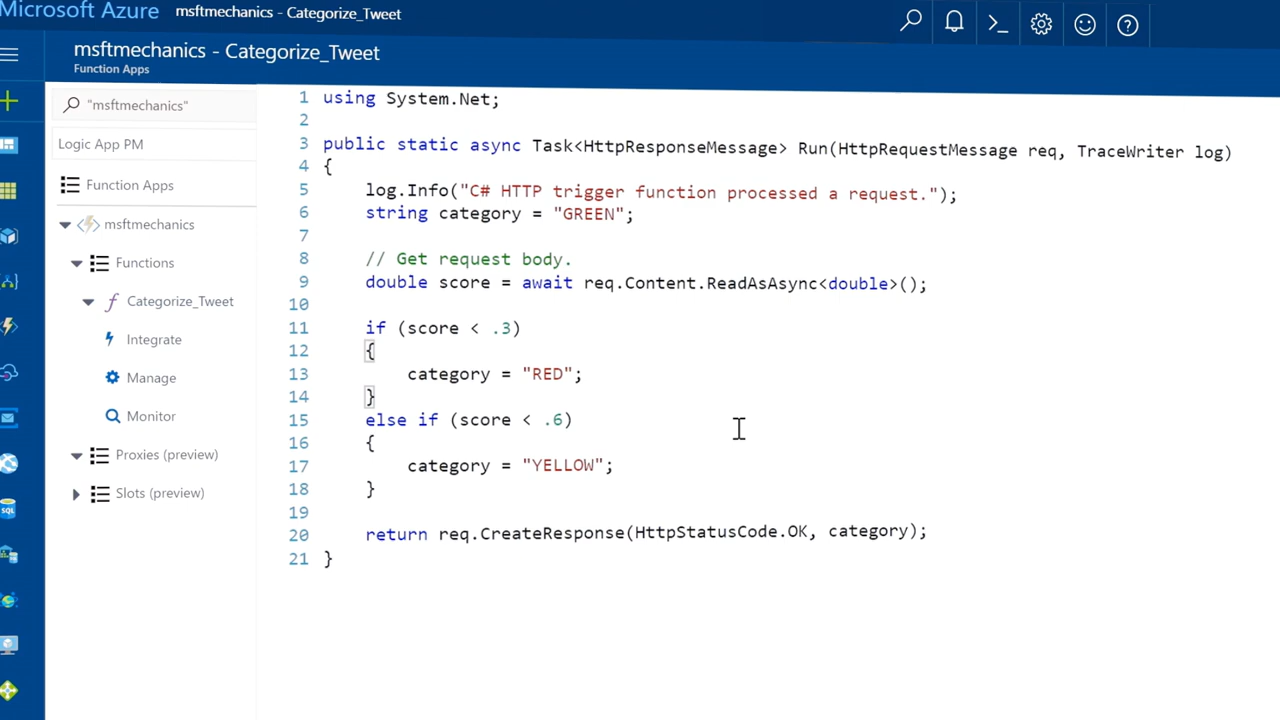 Microsoft Azure
msftmechanics - Categorize_Tweet
msftmechanics - Categorize_Tweet
Function Apps
"msftmechanics"
Logic App PM
Function Apps
msftmechanics
Functions
Categorize_Tweet
Integrate
Manage
Monitor
Proxies (preview)
Slots (preview)
SQL
1 using System.Net;
2
3 public static async Task<HttpResponseMessage> Run(HttpRequestMessage req, TraceWriter log)
4 {
5 log.Info("C# HTTP trigger function processed a request.");
6 string category = "GREEN";
7
8 // Get request body.
9 double score = await req.Content.ReadAsAsync<double>();
10
11 if (score < .3)
12 {
13 category = "RED";
14 }
15 else if (score < .6)
16 {
17 category = "YELLOW";
18 }
19
20 return req.CreateResponse(HttpStatusCode.OK, category);
21 }